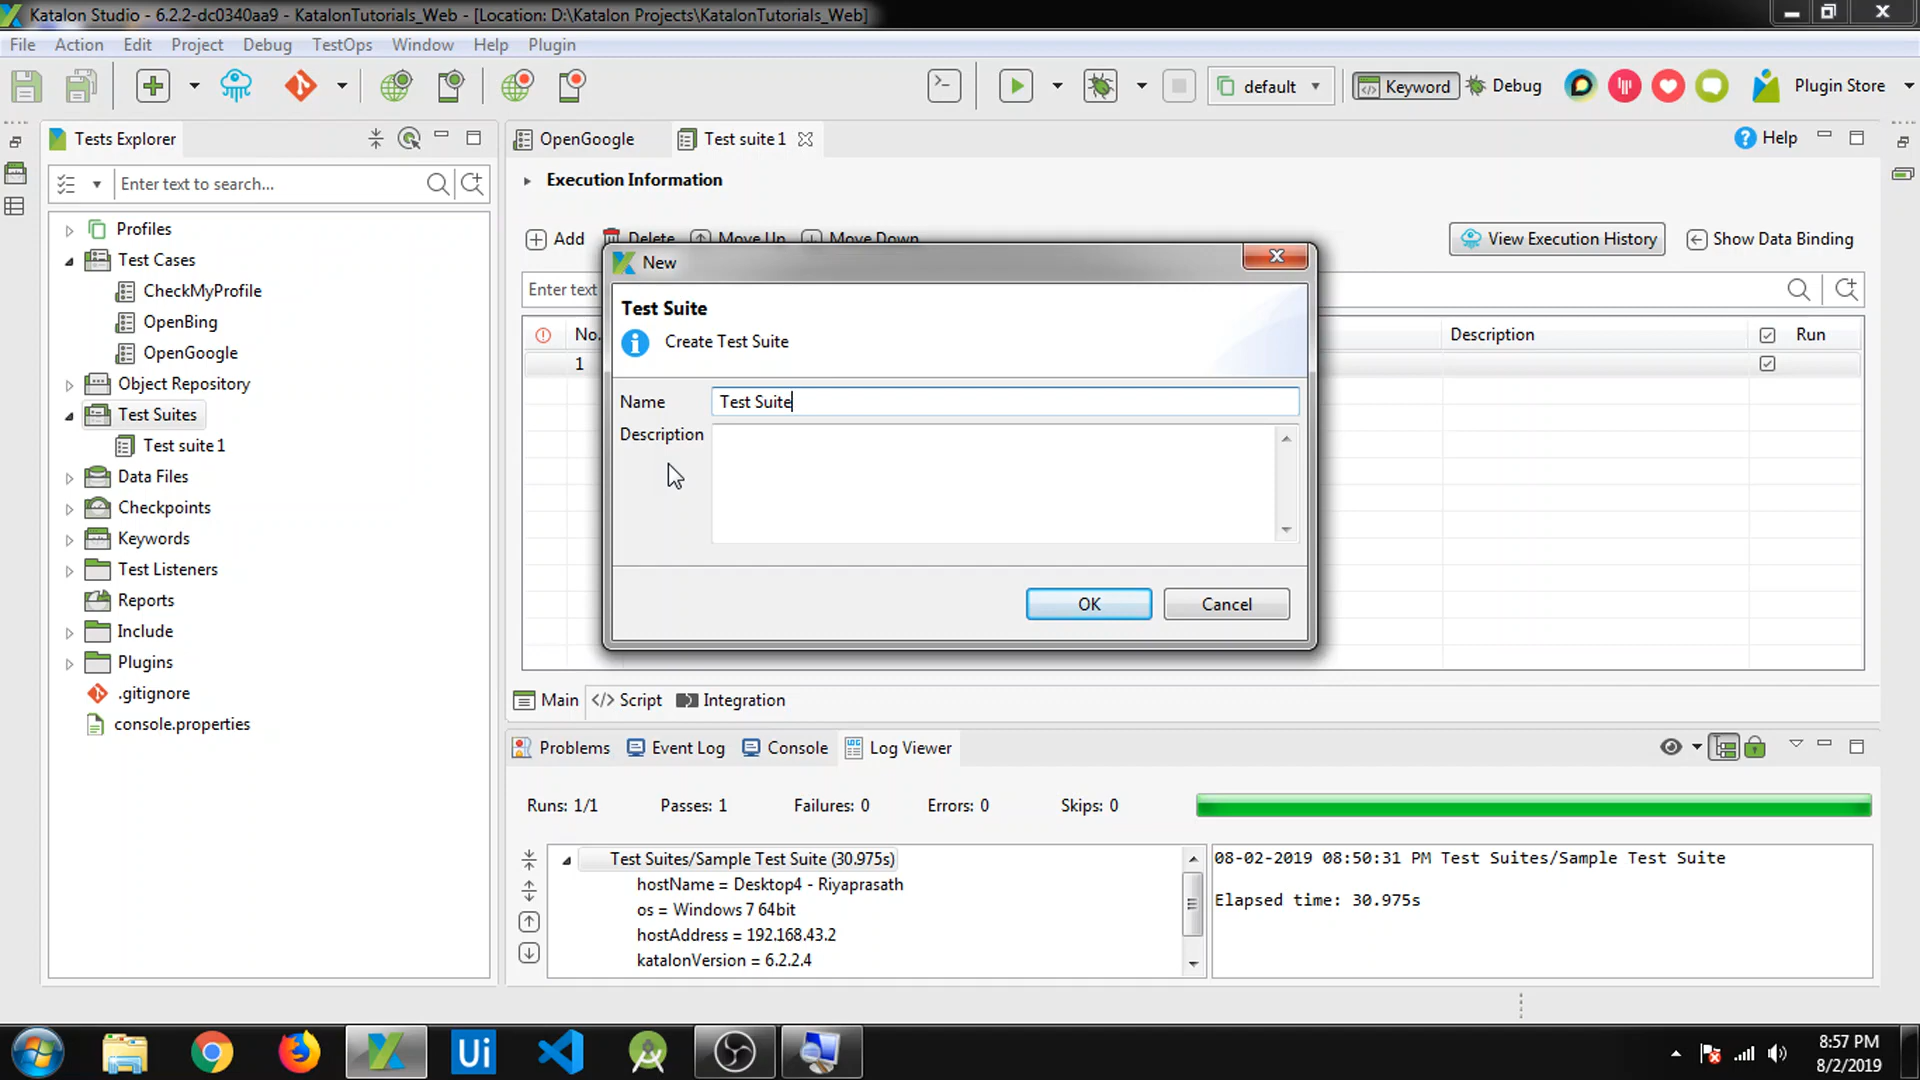 Katalon Studio - 6.2.2-dc0340aa9 - KatalonTutorials_Web - [Location: D:\Katalon Projects\KatalonTutorials_Web]
File Action Edit Project Debug TestOps Window Help Plugin
default Keyword Debug Plugin Store
Tests Explorer
Enter text to search...
Profiles
Test Cases
CheckMyProfile
OpenBing
OpenGoogle
Object Repository
Test Suites
Test suite 1
Data Files
Checkpoints
Keywords
Test Listeners
Reports
Include
Plugins
.gitignore
console.properties
OpenGoogle Test suite 1 Help
Execution Information
Add Delete Move Up Move Down View Execution History Show Data Binding
Enter text
No. Description Run
1
New
Test Suite
Create Test Suite
Name Test Suite
Description
OK Cancel
Main Script Integration
Problems Event Log Console Log Viewer
Runs: 1/1 Passes: 1 Failures: 0 Errors: 0 Skips: 0
Test Suites/Sample Test Suite (30.975s)
hostName = Desktop4 - Riyaprasath
os = Windows 7 64bit
hostAddress = 192.168.43.2
katalonVersion = 6.2.2.4
08-02-2019 08:50:31 PM Test Suites/Sample Test Suite
Elapsed time: 30.975s
Ui
8:57 PM
8/2/2019